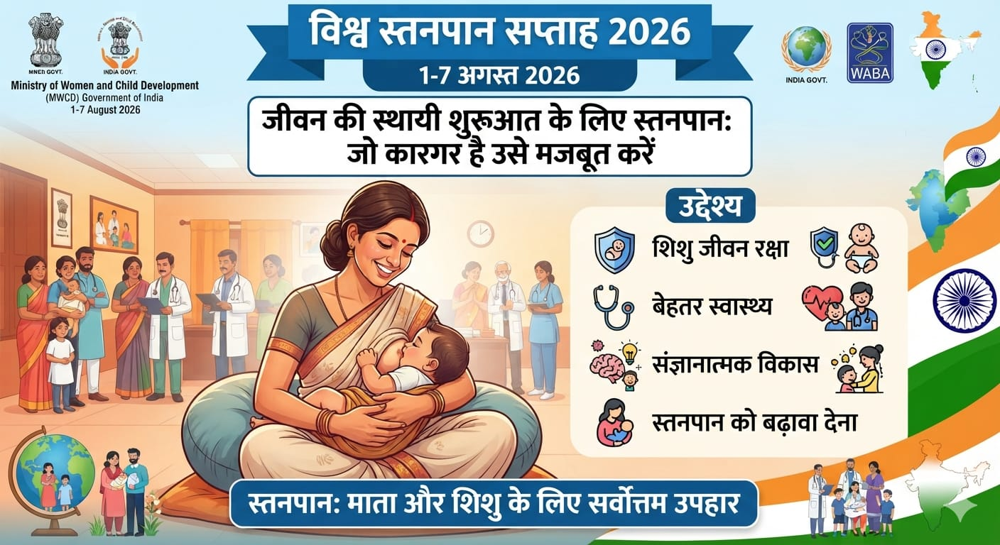 विश्व स्तनपान सप्ताह 2026
1-7 अगस्त 2026
MNED GOVT.
INDIA GOVT.
Ministry of Women and Child Development
(MWCD) Government of India
1-7 August 2026
INDIA GOVT.
WABA
जीवन की स्थायी शुरूआत के लिए स्तनपान:
जो कारगर है उसे मजबूत करें
उद्देश्य
शिशु जीवन रक्षा
बेहतर स्वास्थ्य
संज्ञानात्मक विकास
स्तनपान को बढ़ावा देना
स्तनपान: माता और शिशु के लिए सर्वोत्तम उपहार